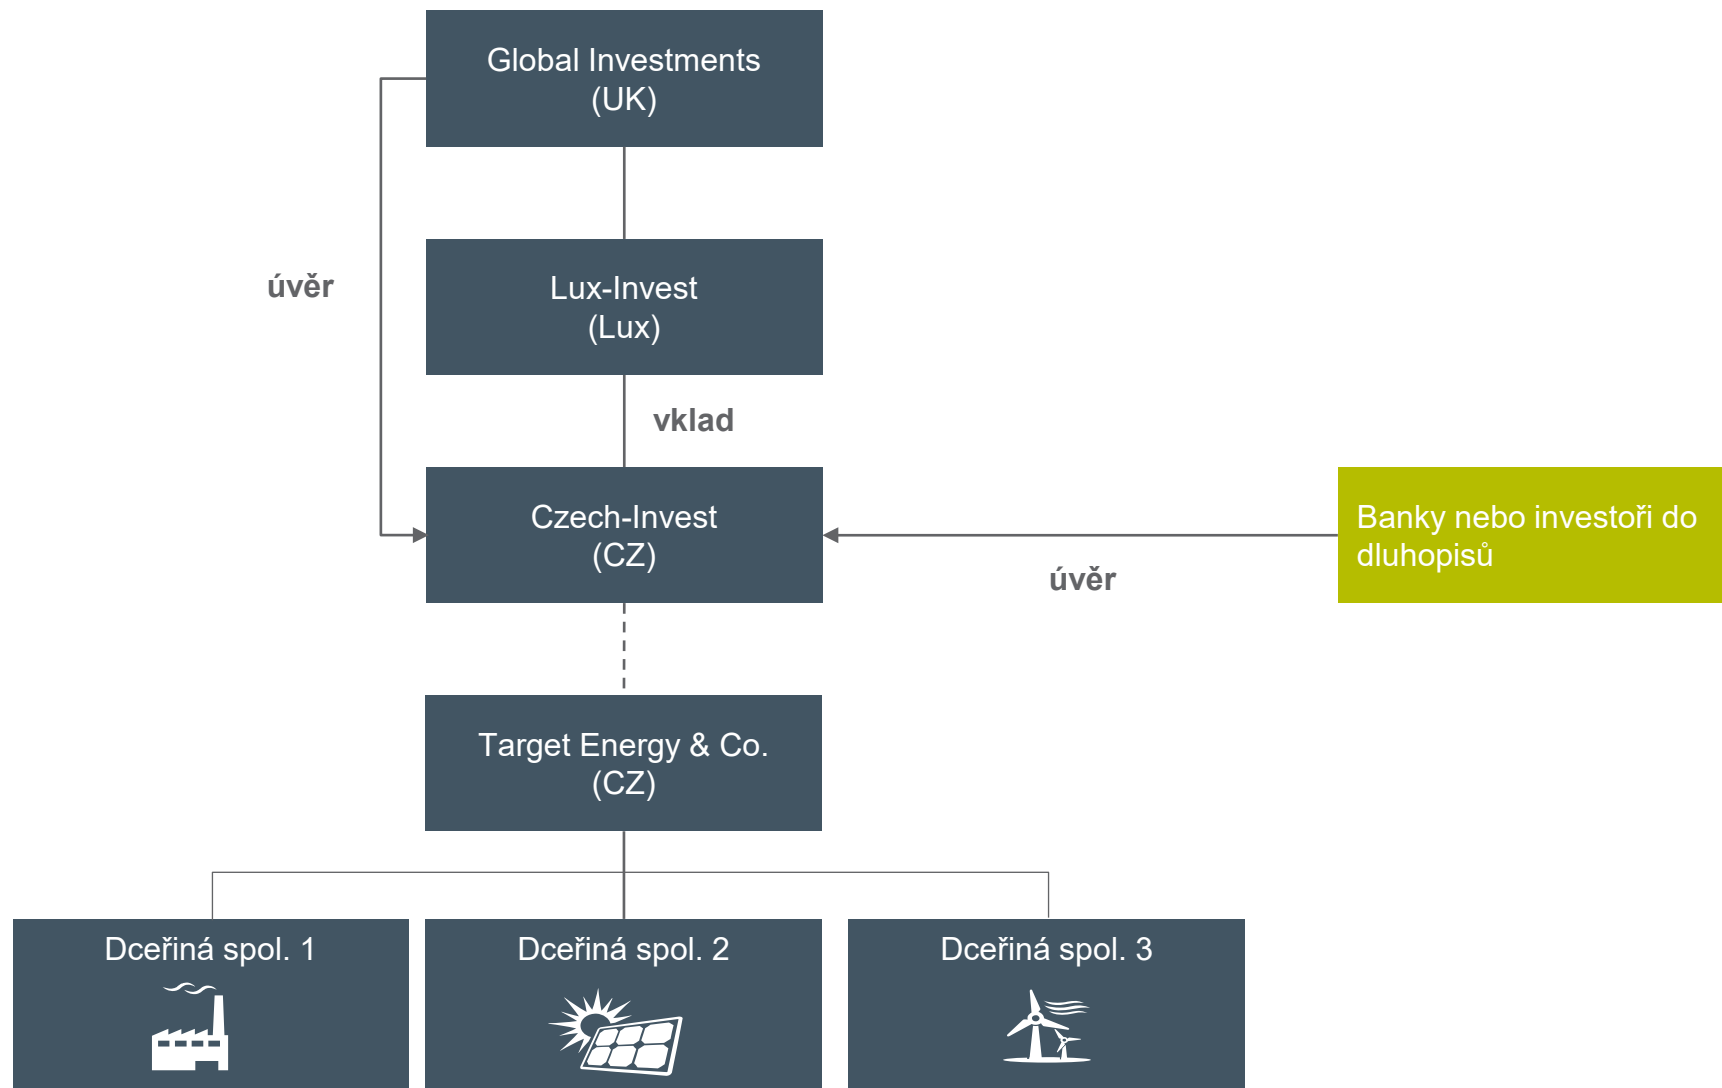 Global Investments
(UK)
úvěr
Lux-Invest
(Lux)
vklad
Czech-Invest
(CZ)
Banky nebo investoři do
dluhopisů
úvěr
Target Energy & Co.
(CZ)
Dceřiná spol. 1
Dceřiná spol. 2
Dceřiná spol. 3